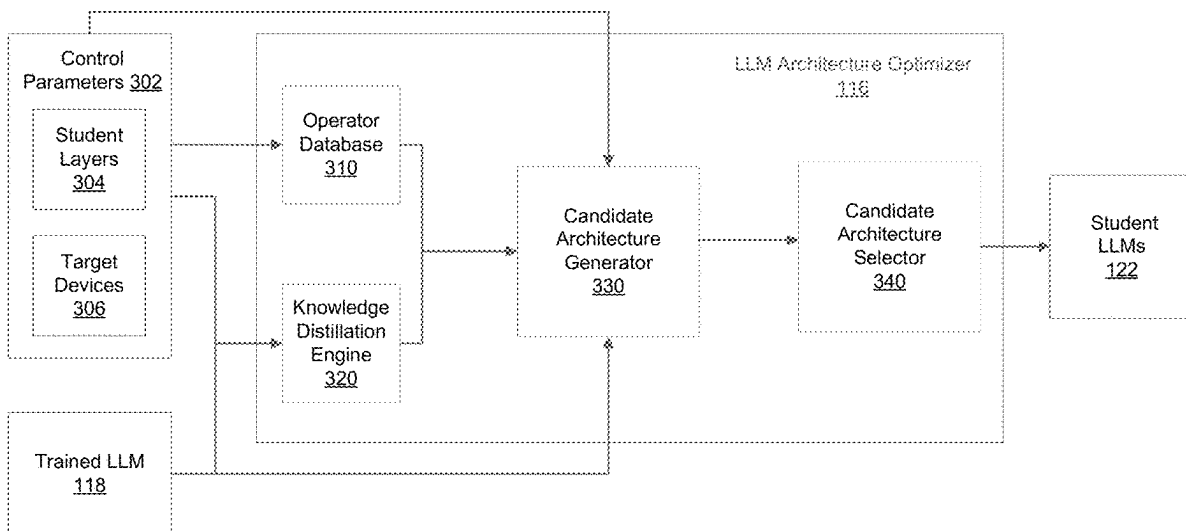 Control
Parameters 302
Student
Layers
304
Target
Devices
306
Trained LLM
118
LLM Architecture Optimizer
116
Operator
Database
310
Knowledge
Distillation
Engine
320
Candidate
Architecture
Generator
330
Candidate
Architecture
Selector
340
Student
LLMs
122